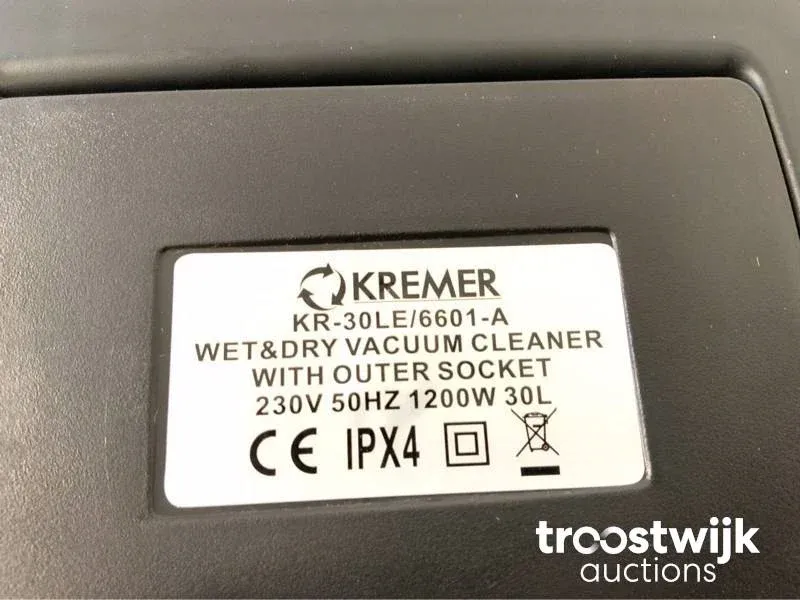 KREMER
KR-30LE/6601-A
WET&DRY VACUUM CLEANER
WITH OUTER SOCKET
230V 50HZ 1200W 30L
CE IPX4
troostwijk
auctions